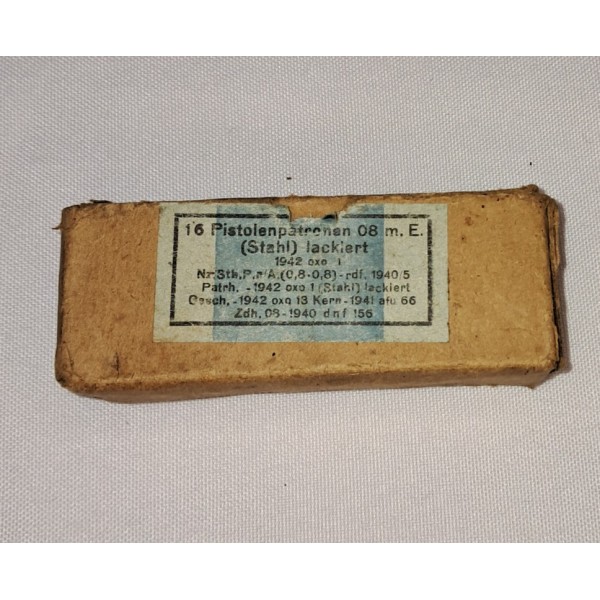 16 Pistolenpatronen 08 m. E.
(Stahl) lackiert
1942 oxo 1
Nz.Stb.P.n/A.(0,8-0,8) - rdf. 1940/5
Patrh. - 1942 oxo 1 (Stahl) lackiert
Gesch. - 1942 oxo 13 Kern - 1941 afu 66
Zdh. 08 - 1940 dnf 156